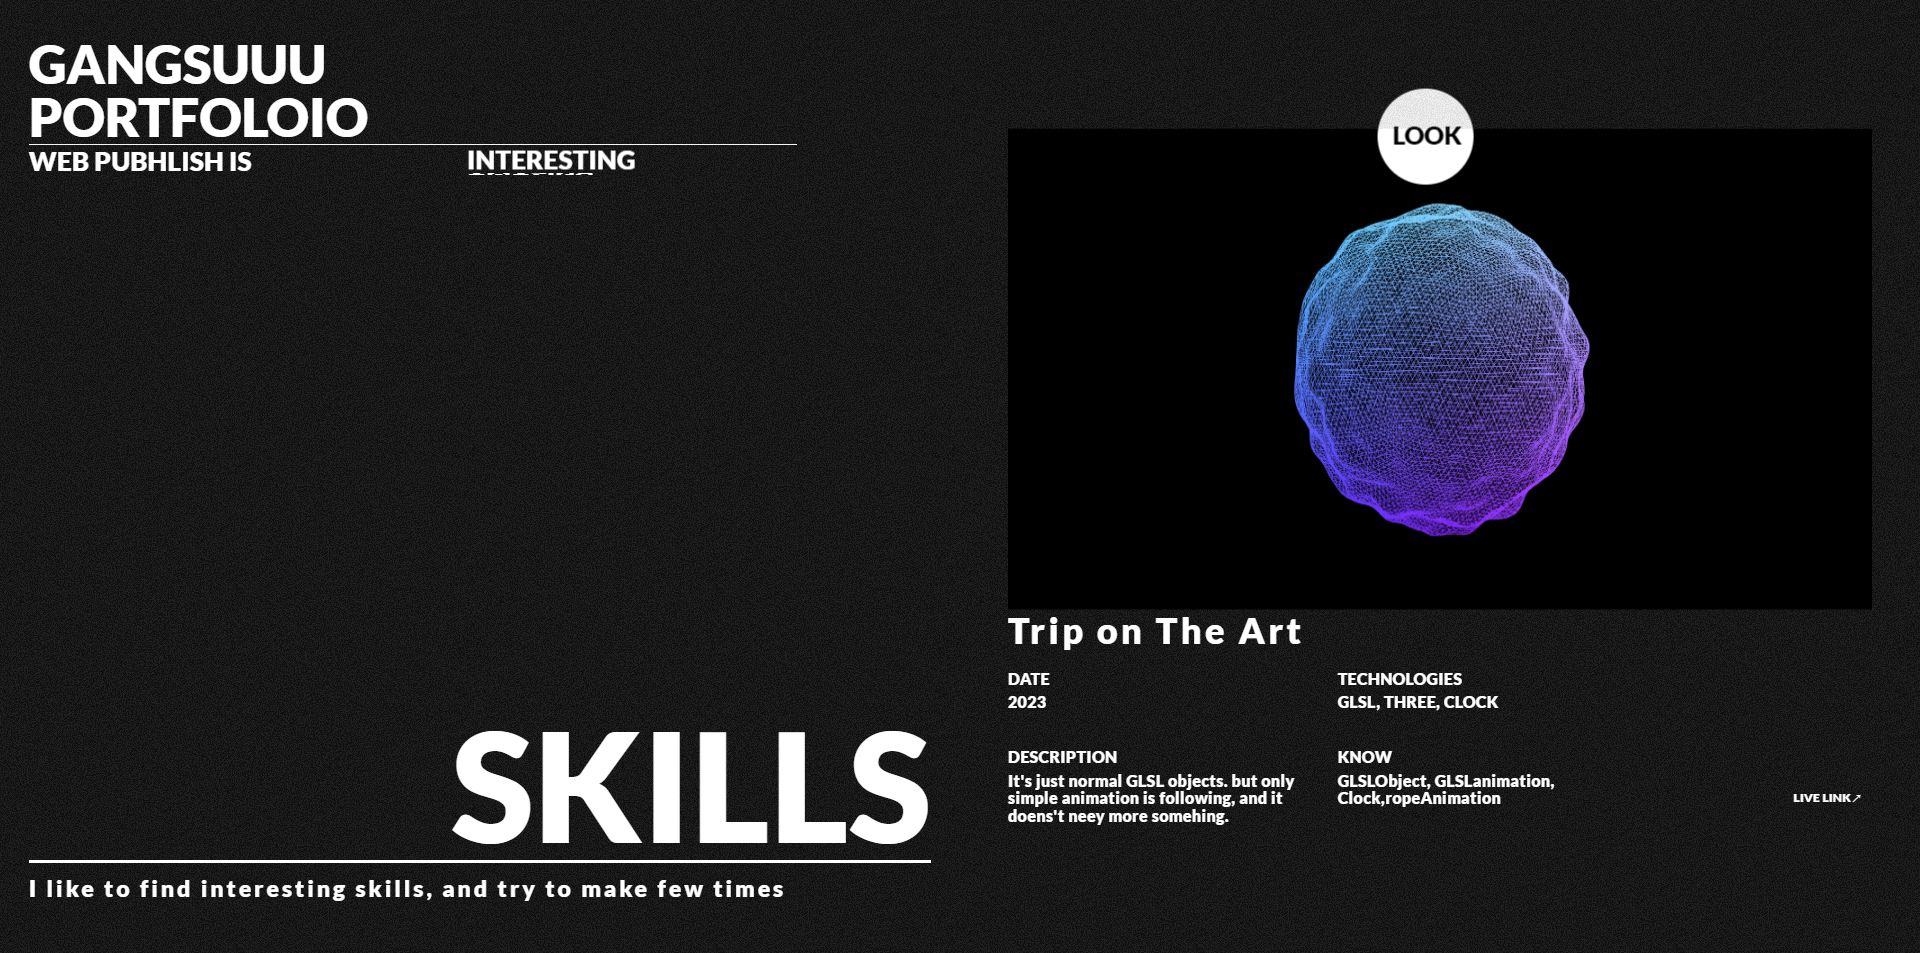 GANGSUUU
PORTFOLOIO
WEB PUBHLISH IS
INTERESTING
SKILLS
I like to find interesting skills, and try to make few times
LOOK
Trip on The Art
DATE
2023
TECHNOLOGIES
GLSL, THREE, CLOCK
DESCRIPTION
It's just normal GLSL objects. but only
simple animation is following, and it
doens't neey more somehing.
KNOW
GLSLObject, GLSLanimation,
Clock,ropeAnimation
LIVE LINK↗